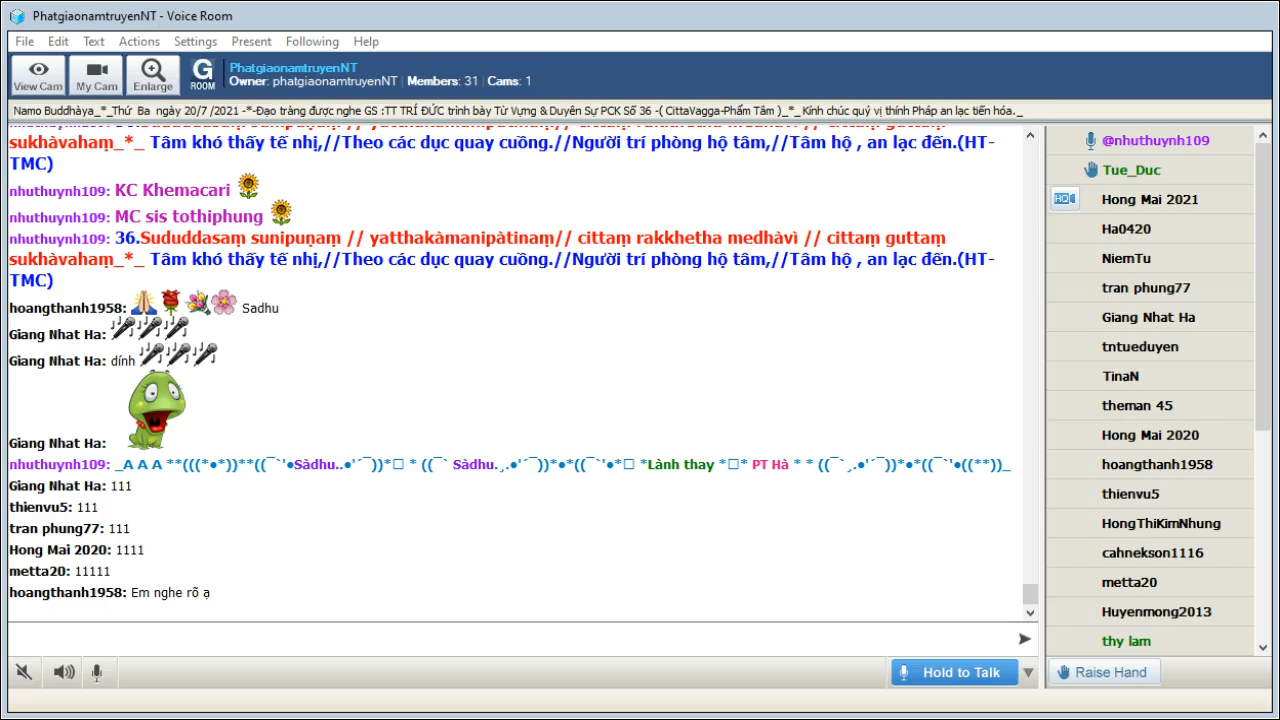 PhatgiaonamtruyenNT - Voice Room
File Edit Text Actions Settings Present Following Help
View Cam My Cam Enlarge G ROOM
PhatgiaonamtruyenNT
Owner: phatgiaonamtruyenNT | Members: 31 | Cams: 1
Namo Buddhàya_*_Thứ Ba ngày 20/7 /2021 -*-Đạo tràng được nghe GS :TT TRÍ ĐỨC trình bày Từ Vựng & Duyên Sự PCK Số 36 -( CittaVagga-Phẩm Tâm )_*_ Kính chúc quý vị thính Pháp an lạc tiến hóa._
sukhàvahaṃ_*_ Tâm khó thấy tế nhị,//Theo các dục quay cuồng.//Người trí phòng hộ tâm,//Tâm hộ , an lạc đến.(HT-
TMC)
nhuthuynh109: KC Khemacari
nhuthuynh109: MC sis tothiphung
nhuthuynh109: 36.Sududdasaṃ sunipuṇaṃ // yatthakàmanipàtinaṃ// cittaṃ rakkhetha medhàvì // cittaṃ guttaṃ
sukhàvahaṃ_*_ Tâm khó thấy tế nhị,//Theo các dục quay cuồng.//Người trí phòng hộ tâm,//Tâm hộ , an lạc đến.(HT-
TMC)
hoangthanh1958: Sadhu
Giang Nhat Ha:
Giang Nhat Ha: dính
Giang Nhat Ha:
nhuthuynh109: _A A A **(((*•*))**((¯`'•Sàdhu..•'´¯))*□ * ((¯` Sàdhu.¸.•'´¯))*•*((¯`'•*□ *Lành thay *□* PT Hà * * ((¯`¸.•'´¯))*•*((¯`'•((**))_
Giang Nhat Ha: 111
thienvu5: 111
tran phung77: 111
Hong Mai 2020: 1111
metta20: 11111
hoangthanh1958: Em nghe rõ ạ
Hold to Talk
@nhuthuynh109
Tue_Duc
HQ Hong Mai 2021
Ha0420
NiemTu
tran phung77
Giang Nhat Ha
tntueduyen
TinaN
theman 45
Hong Mai 2020
hoangthanh1958
thienvu5
HongThiKimNhung
cahnekson1116
metta20
Huyenmong2013
thy lam
Raise Hand